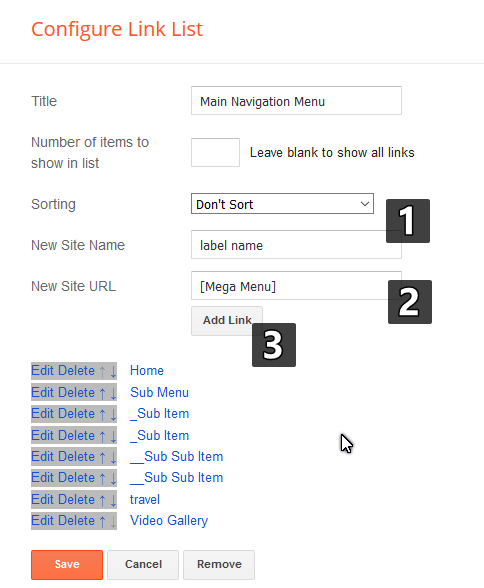 Configure Link List
Title Main Navigation Menu
Number of items to
show in list
Leave blank to show all links
Sorting Don't Sort
1
New Site Name label name
New Site URL [Mega Menu]
2
Add Link
3
Edit Delete ↑ ↓ Home
Edit Delete ↑ ↓ Sub Menu
Edit Delete ↑ ↓ _Sub Item
Edit Delete ↑ ↓ _Sub Item
Edit Delete ↑ ↓ __Sub Sub Item
Edit Delete ↑ ↓ __Sub Sub Item
Edit Delete ↑ ↓ travel
Edit Delete ↑ ↓ Video Gallery
Save Cancel Remove